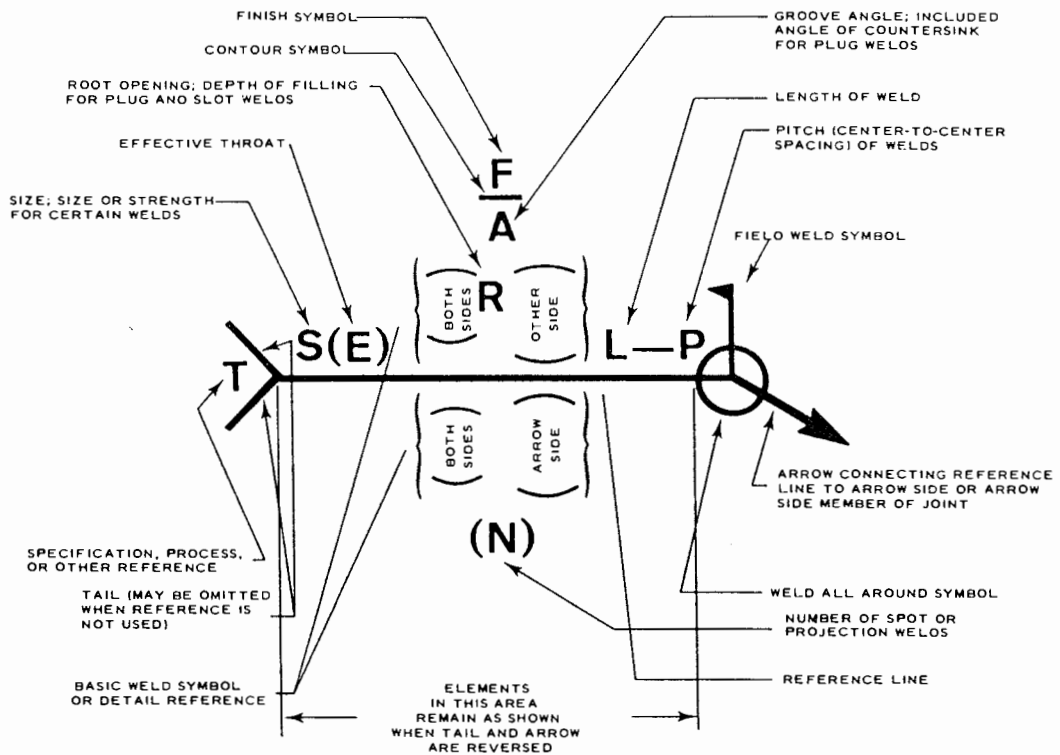 FINISH SYMBOL
CONTOUR SYMBOL
ROOT OPENING; DEPTH OF FILLING
FOR PLUG AND SLOT WELOS
EFFECTIVE THROAT
SIZE; SIZE OR STRENGTH
FOR CERTAIN WELDS
GROOVE ANGLE; INCLUDED
ANGLE OF COUNTERSINK
FOR PLUG WELOS
LENGTH OF WELD
PITCH (CENTER-TO-CENTER
SPACING) OF WELDS
FIELO WELD SYMBOL
F
A
R
BOTH
SIDES
OTHER
SIDE
S(E)
L—P
T
BOTH
SIDES
ARROW
SIDE
(N)
ARROW CONNECTING REFERENCE
LINE TO ARROW SIDE OR ARROW
SIDE MEMBER OF JOINT
SPECIFICATION, PROCESS,
OR OTHER REFERENCE
TAIL (MAY BE OMITTED
WHEN REFERENCE IS
NOT USED)
BASIC WELD SYMBOL
OR DETAIL REFERENCE
WELD ALL AROUND SYMBOL
NUMBER OF SPOT OR
PROJECTION WELOS
REFERENCE LINE
ELEMENTS
IN THIS AREA
REMAIN AS SHOWN
WHEN TAIL AND ARROW
ARE REVERSED